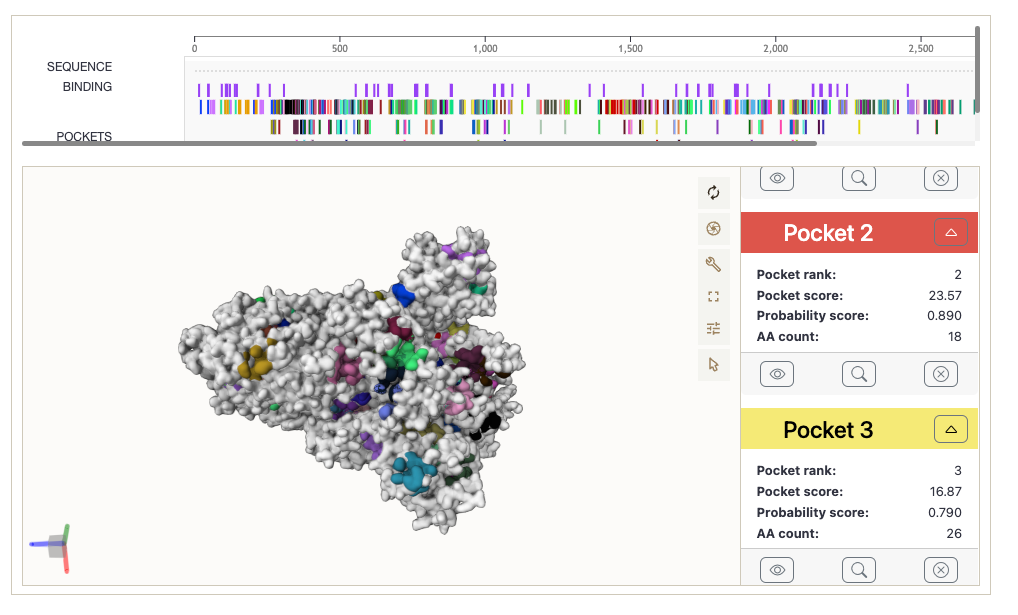 0 500 1,000 1,500 2,000 2,500
SEQUENCE
BINDING
POCKETS
Pocket 2
Pocket rank: 2
Pocket score: 23.57
Probability score: 0.890
AA count: 18
Pocket 3
Pocket rank: 3
Pocket score: 16.87
Probability score: 0.790
AA count: 26